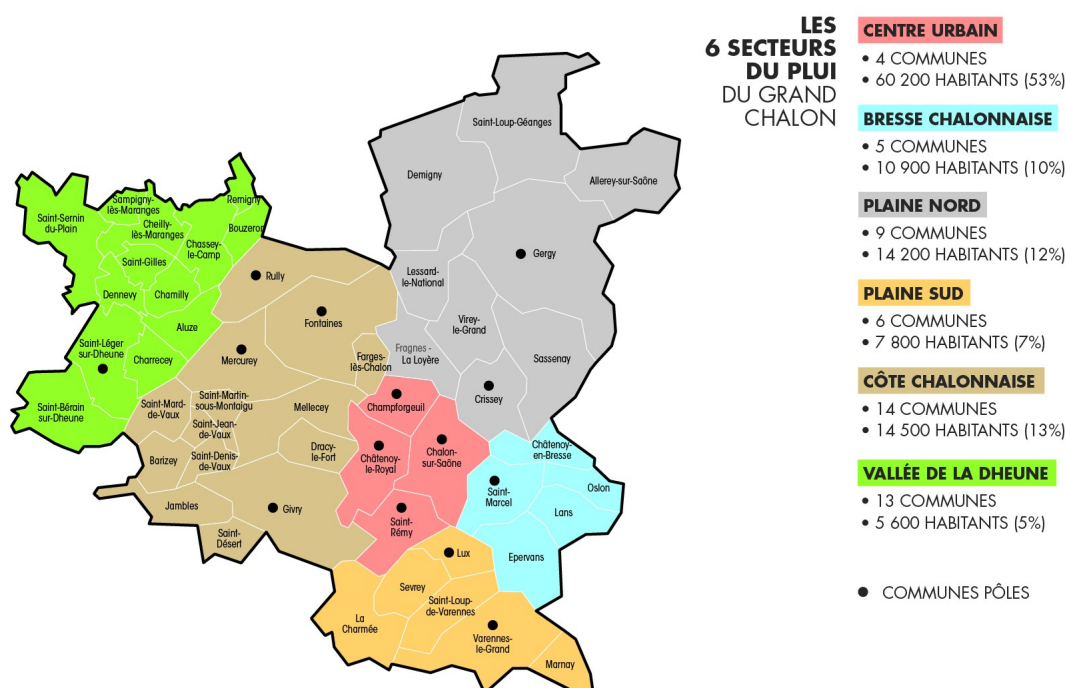 LES
6 SECTEURS
DU PLUI
DU GRAND
CHALON
CENTRE URBAIN
• 4 COMMUNES
• 60 200 HABITANTS (53%)
BRESSE CHALONNAISE
• 5 COMMUNES
• 10 900 HABITANTS (10%)
PLAINE NORD
• 9 COMMUNES
• 14 200 HABITANTS (12%)
PLAINE SUD
• 6 COMMUNES
• 7 800 HABITANTS (7%)
CÔTE CHALONNAISE
• 14 COMMUNES
• 14 500 HABITANTS (13%)
VALLÉE DE LA DHEUNE
• 13 COMMUNES
• 5 600 HABITANTS (5%)
● COMMUNES PÔLES
Saint-Loup-Géanges
Demigny
Allerey-sur-Saône
Gergy
Lessard-
le-National
Virey-
le-Grand
Sassenay
Fragnes -
La Loyère
Crissey
Saint-Sernin
du-Plain
Sampigny-
lès-Maranges
Cheilly-
lès-Maranges
Remigny
Bouzeron
Chassey-
le-Camp
Saint-Gilles
Dennevy
Chamilly
Aluze
Saint-Léger
sur-Dheune
Charrecey
Saint-Bérain
sur-Dheune
Rully
Fontaines
Mercurey
Farges-
lès-Chalon
Saint-Martin-
sous-Montaigu
Saint-Mard-
de-Vaux
Mellecey
Saint-Jean-
de-Vaux
Dracy-
le-Fort
Barizey
Saint-Denis-
de-Vaux
Jambles
Givry
Saint-
Désert
Champforgeuil
Châtenoy-
le-Royal
Chalon-
sur-Saône
Saint-
Rémy
Châtenoy-
en-Bresse
Saint-
Marcel
Oslon
Lans
Epervans
Lux
Sevrey
Saint-Loup-
de-Varennes
La
Charmée
Varennes-
le-Grand
Marnay